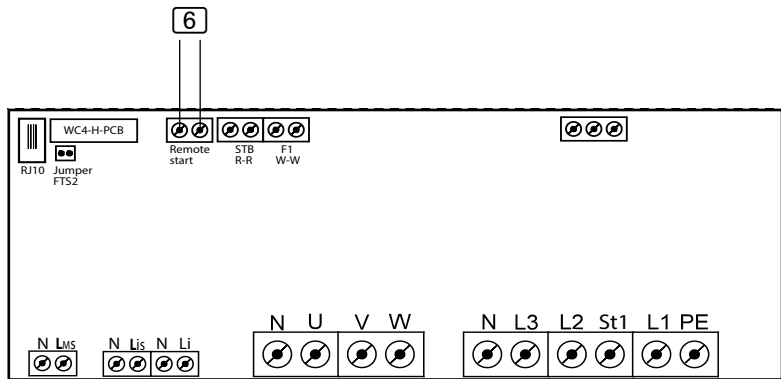 6
WC4-H-PCB
RJ10
Jumper
FTS2
Remote
start
STB
R-R
F1
W-W
N LMS
N LiS N Li
N U V W
N L3 L2 St1 L1 PE